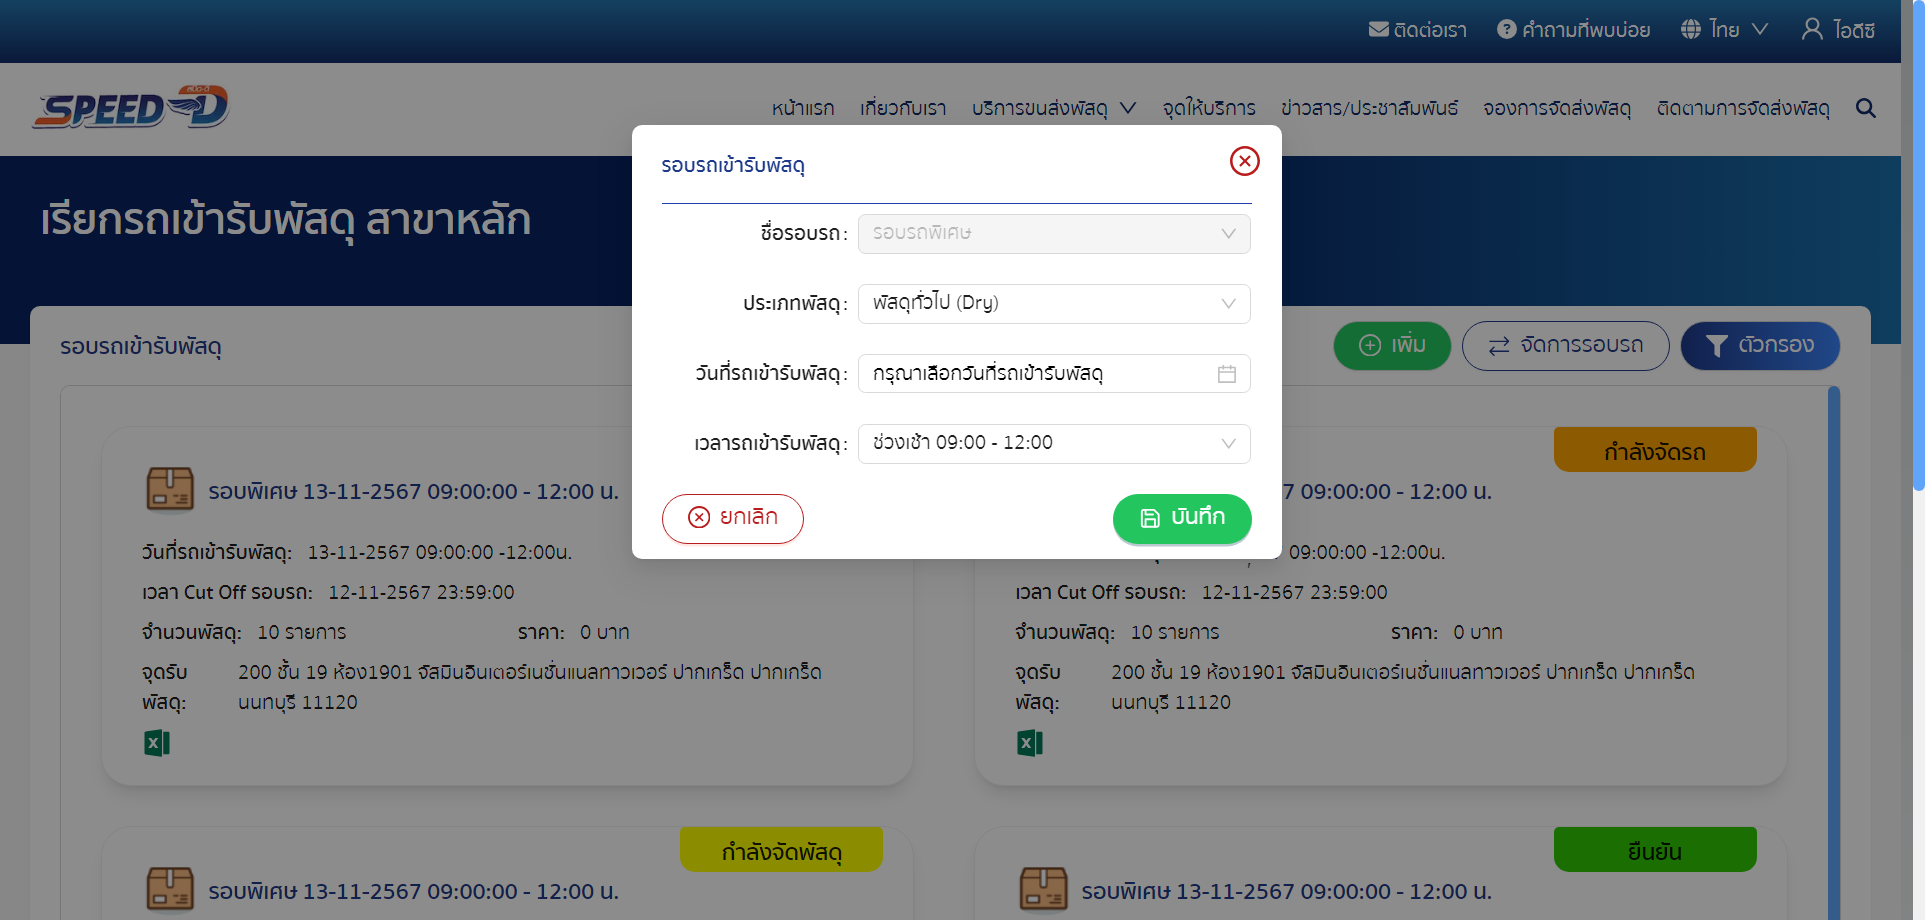 ติดต่อเรา คำถามที่พบบ่อย ไทย ไอดีซี
SPEED D
หน้าแรก เกี่ยวกับเรา บริการขนส่งพัสดุ จุดให้บริการ ข่าวสาร/ประชาสัมพันธ์ จองการจัดส่งพัสดุ ติดตามการจัดส่งพัสดุ
เรียกรถเข้ารับพัสดุ สาขาหลัก
รอบรถเข้ารับพัสดุ
ชื่อรอบรถ: รอบรถพิเศษ
ประเภทพัสดุ: พัสดุทั่วไป (Dry)
วันที่รถเข้ารับพัสดุ: กรุณาเลือกวันที่รถเข้ารับพัสดุ
เวลารถเข้ารับพัสดุ: ช่วงเช้า 09:00 - 12:00
ยกเลิก บันทึก
รอบรถเข้ารับพัสดุ
เพิ่ม จัดการรอบรถ ตัวกรอง
รอบพิเศษ 13-11-2567 09:00:00 - 12:00 น.
วันที่รถเข้ารับพัสดุ: 13-11-2567 09:00:00 -12:00น.
เวลา Cut Off รอบรถ: 12-11-2567 23:59:00
จำนวนพัสดุ: 10 รายการ ราคา: 0 บาท
จุดรับ 200 ชั้น 19 ห้อง1901 จัสมินอินเตอร์เนชั่นแนลทาวเวอร์ ปากเกร็ด ปากเกร็ด
พัสดุ: นนทบุรี 11120
กำลังจัดรถ
7 09:00:00 - 12:00 น.
09:00:00 -12:00น.
เวลา Cut Off รอบรถ: 12-11-2567 23:59:00
จำนวนพัสดุ: 10 รายการ ราคา: 0 บาท
จุดรับ 200 ชั้น 19 ห้อง1901 จัสมินอินเตอร์เนชั่นแนลทาวเวอร์ ปากเกร็ด ปากเกร็ด
พัสดุ: นนทบุรี 11120
กำลังจัดพัสดุ
รอบพิเศษ 13-11-2567 09:00:00 - 12:00 น.
ยืนยัน
รอบพิเศษ 13-11-2567 09:00:00 - 12:00 น.